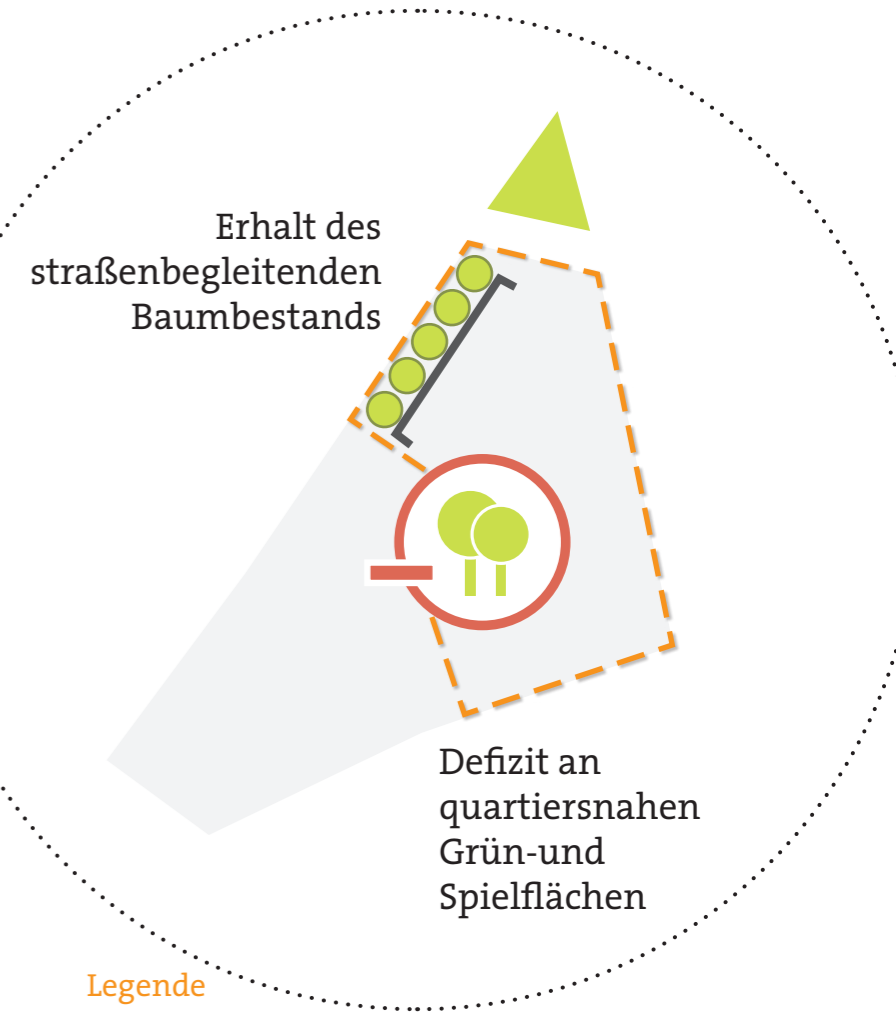 Erhalt des
straßenbegleitenden
Baumbestands
Defizit an
quartiersnahen
Grün-und
Spielflächen
Legende